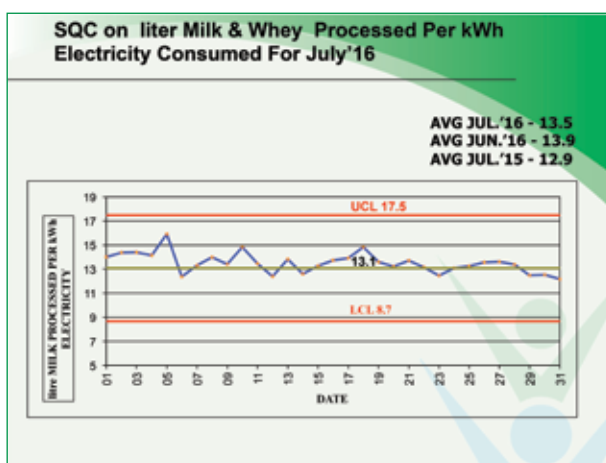 SQC on liter Milk & Whey Processed Per kWh
Electricity Consumed For July'16
AVG JUL.'16 - 13.5
AVG JUN.'16 - 13.9
AVG JUL.'15 - 12.9
litre MILK PROCESSED PER kWh
ELECTRICITY
19
17
15
13
11
9
7
5
UCL 17.5
13.1
LCL 8.7
01
03
05
07
09
11
13
15
17
19
21
23
25
27
29
31
DATE